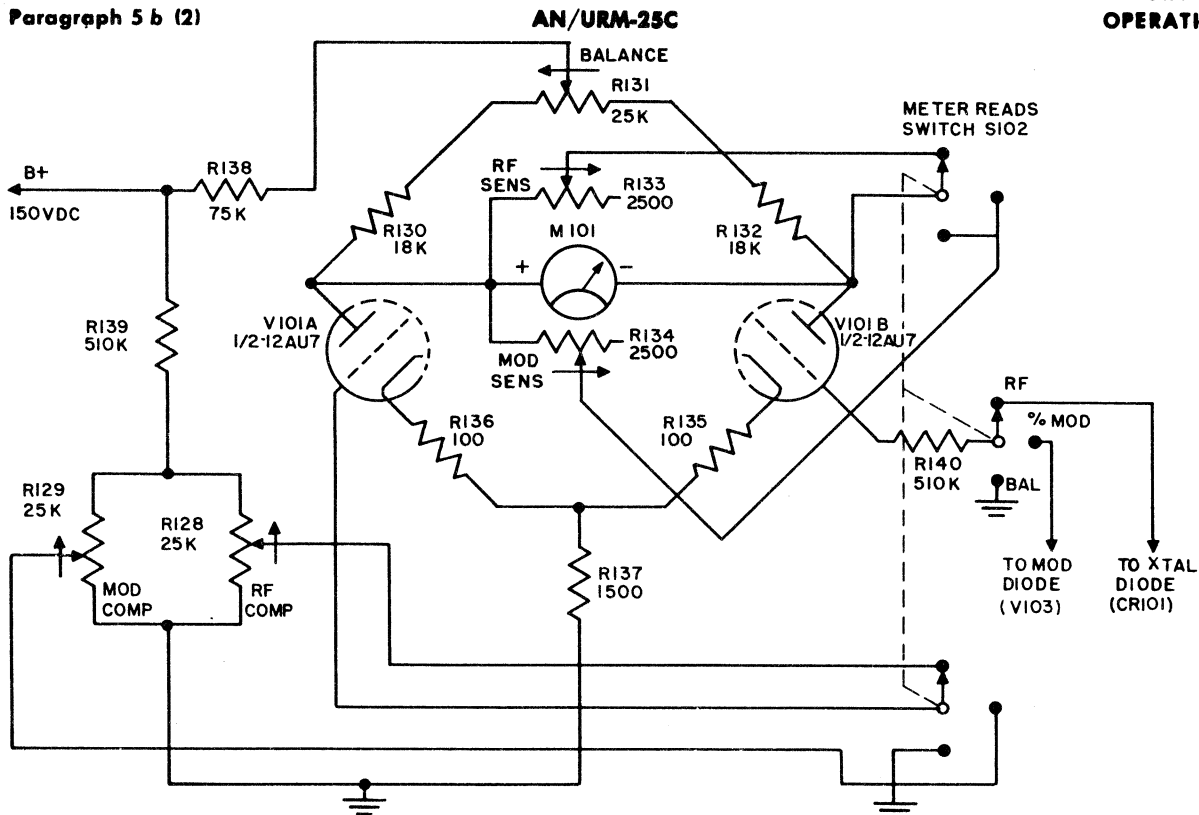 Paragraph 5 b (2)
AN/URM-25C
BALANCE
R131
25K
METER READS
SWITCH S102
B+
150VDC
R138
75K
RF
SENS
R133
2500
R130
18K
M 101
R132
18K
+
-
R139
510K
V101A
1/2-12AU7
R134
2500
MOD
SENS
V101B
1/2-12AU7
RF
% MOD
R136
100
R135
100
R140
510K
BAL
R129
25K
R128
25K
MOD
COMP
RF
COMP
R137
1500
TO MOD
DIODE
(V103)
TO XTAL
DIODE
(CR101)